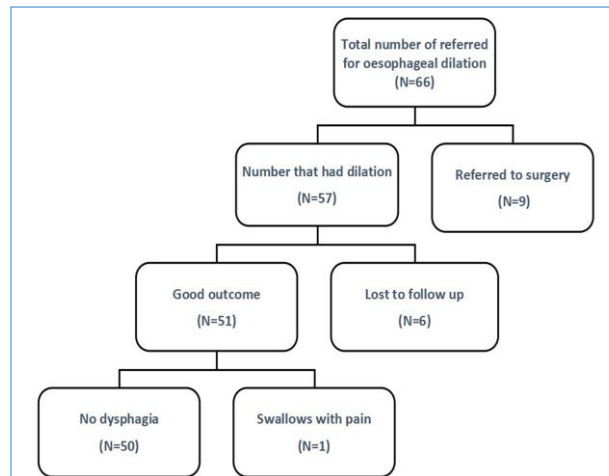 Total number of referred
for oesophageal dilation
(N=66)
Number that had dilation
(N=57)
Referred to surgery
(N=9)
Good outcome
(N=51)
Lost to follow up
(N=6)
No dysphagia
(N=50)
Swallows with pain
(N=1)